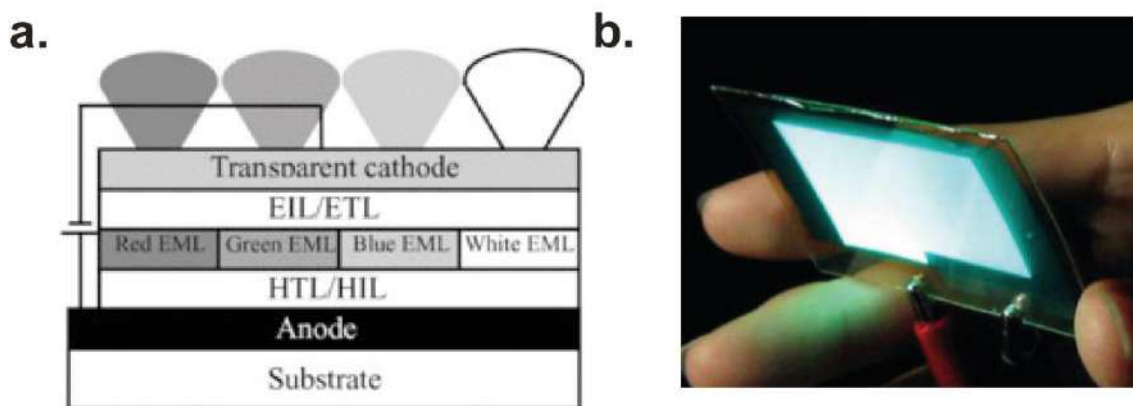 a.
Transparent cathode
EIL/ETL
Red EML Green EML Blue EML White EML
HTL/HIL
Anode
Substrate
b.